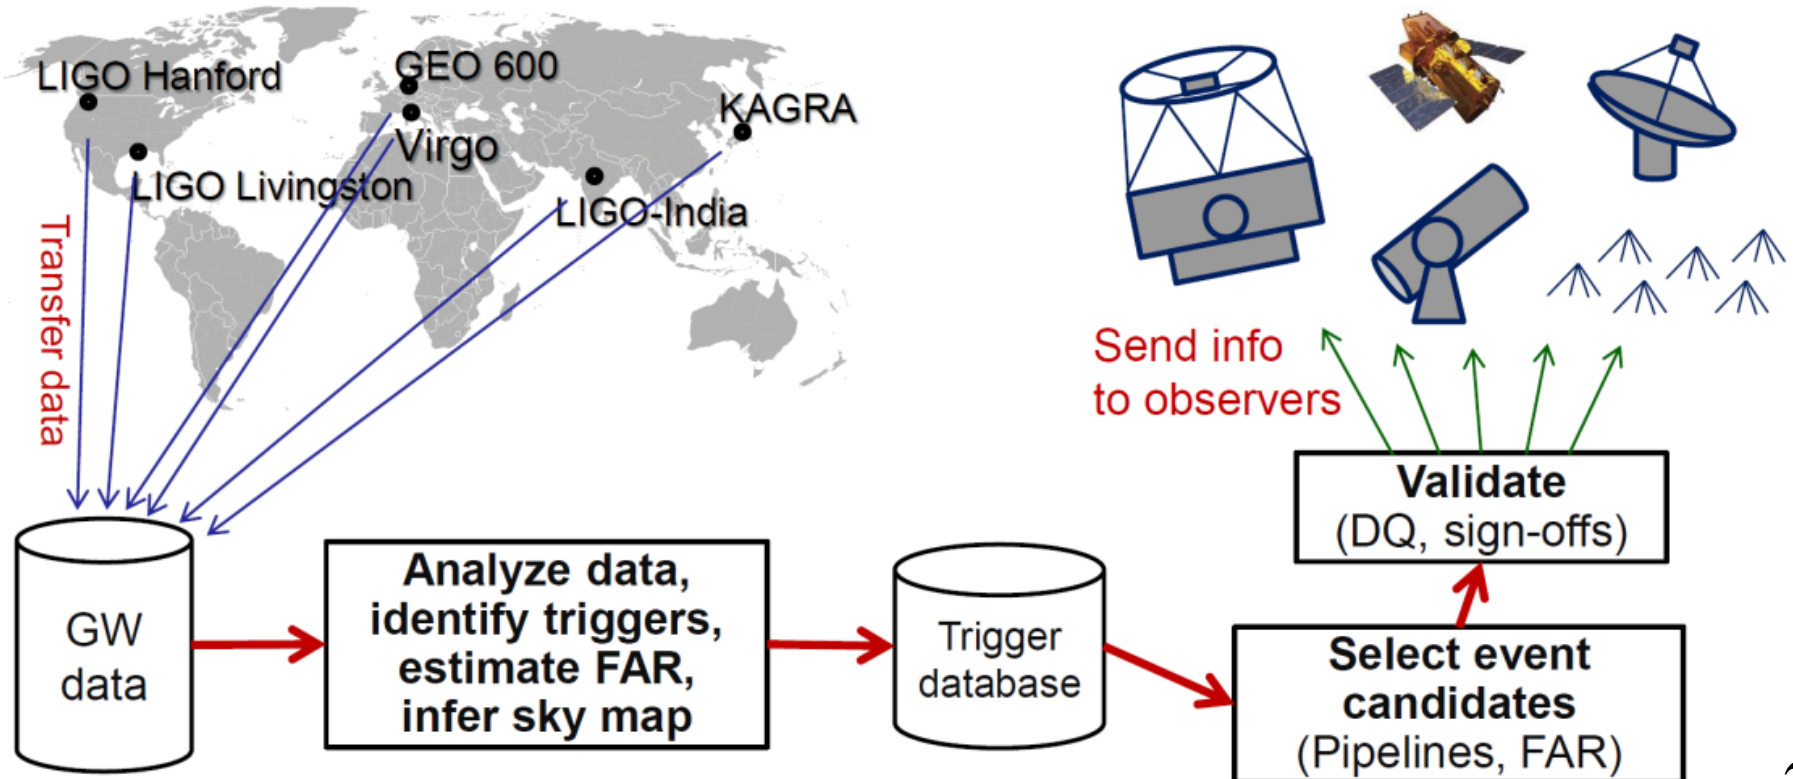 LIGO Hanford
GEO 600
KAGRA
Virgo
LIGO Livingston
LIGO-India
Transfer data
Send info
to observers
Validate
(DQ, sign-offs)
GW
data
Analyze data,
identify triggers,
estimate FAR,
infer sky map
Trigger
database
Select event
candidates
(Pipelines, FAR)